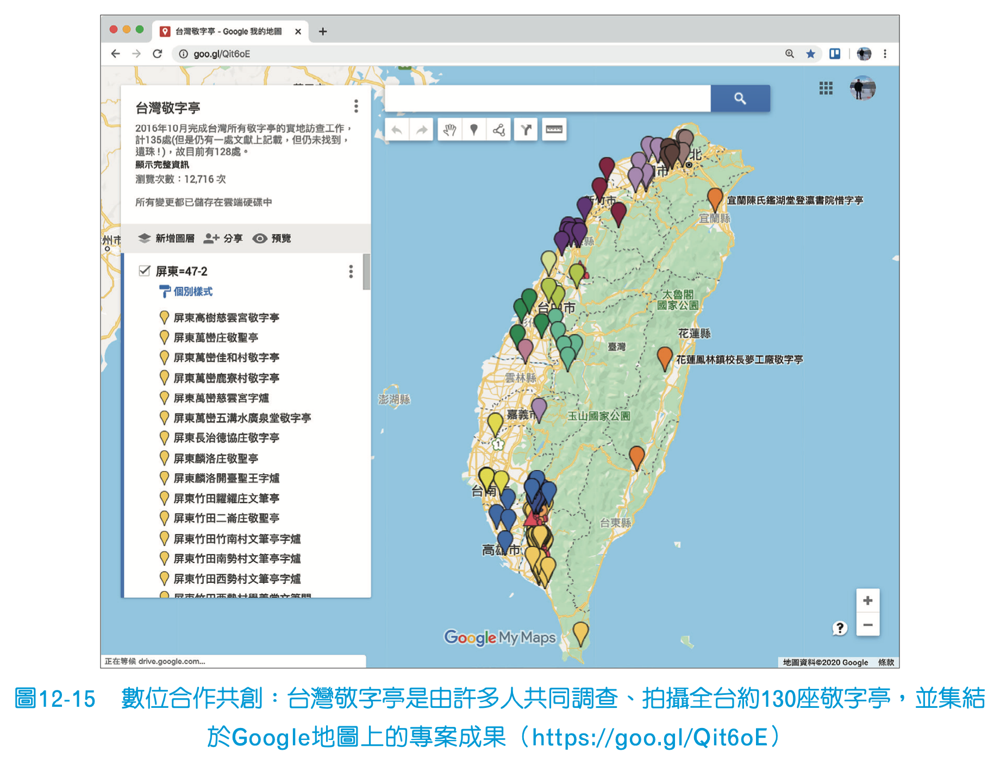 台灣敬字亭 - Google 我的地圖
goo.gl/Qit6oE
台灣敬字亭
2016年10月完成台灣所有敬字亭的實地訪查工作，
計135處(但是仍有一處文獻上記載，但仍未找到，
遺珠！)，故目前有128處。
顯示完整資訊
瀏覽次數：12,716 次
所有變更都已儲存在雲端硬碟中
新增圖層 分享 預覽
屏東=47-2
個別樣式
屏東高樹慈雲宮敬字亭
屏東萬巒庄敬聖亭
屏東萬巒佳和村敬字亭
屏東萬巒鹿寮村敬字亭
屏東萬巒慈雲宮字爐
屏東萬巒五溝水廣泉堂敬字亭
屏東長治德協庄敬字亭
屏東麟洛庄敬聖亭
屏東麟洛開臺聖王字爐
屏東竹田糶糴庄文筆亭
屏東竹田二崙庄敬聖亭
屏東竹田竹南村文筆亭字爐
屏東竹田南勢村文筆亭字爐
屏東竹田西勢村文筆亭字爐
州市
北
市
新竹市
宜蘭陳氏鑑湖堂登瀛書院惜字亭
宜蘭縣
縣
太魯閣
國家公園
台中市
花蓮縣
臺灣
花蓮鳳林鎮校長夢工廠敬字亭
雲林縣
澎湖縣
嘉義市
玉山國家公園
1
台南市
台東縣
高雄市
Google My Maps
正在等候 drive.google.com...
地圖資料©2020 Google 條款
圖12-15 數位合作共創：台灣敬字亭是由許多人共同調查、拍攝全台約130座敬字亭，並集結
於Google地圖上的專案成果（https://goo.gl/Qit6oE）